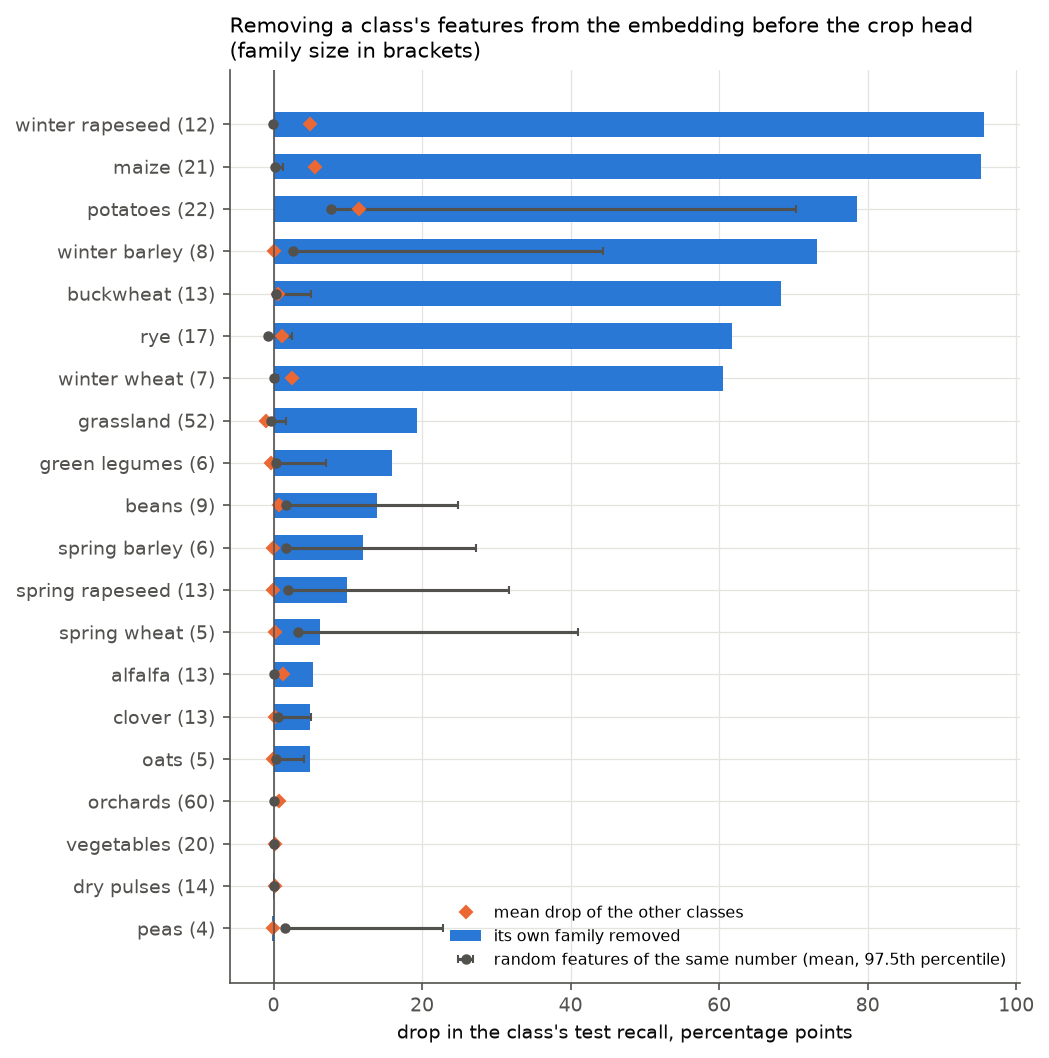 Removing a class's features from the embedding before the crop head
(family size in brackets)
winter rapeseed (12)
maize (21)
potatoes (22)
winter barley (8)
buckwheat (13)
rye (17)
winter wheat (7)
grassland (52)
green legumes (6)
beans (9)
spring barley (6)
spring rapeseed (13)
spring wheat (5)
alfalfa (13)
clover (13)
oats (5)
orchards (60)
vegetables (20)
dry pulses (14)
peas (4)
mean drop of the other classes
its own family removed
random features of the same number (mean, 97.5th percentile)
0 20 40 60 80 100
drop in the class's test recall, percentage points